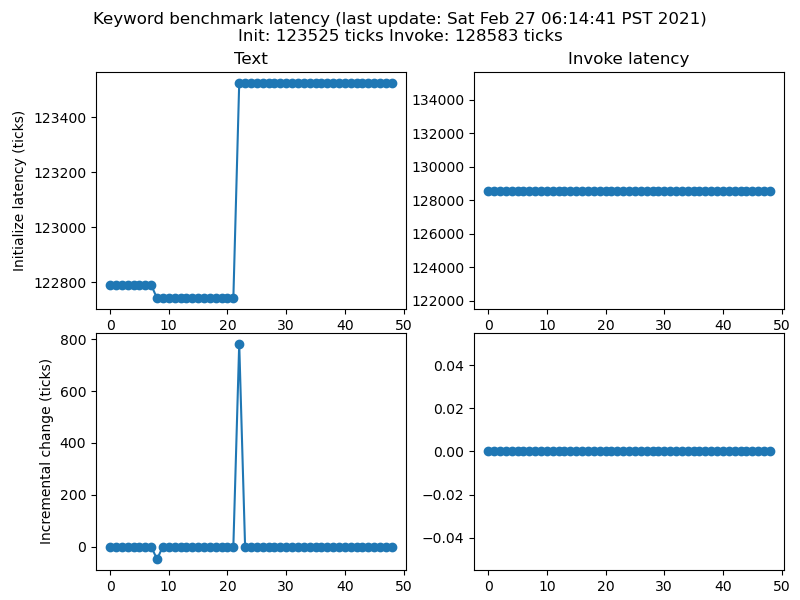 Keyword benchmark latency (last update: Sat Feb 27 06:14:41 PST 2021)
Init: 123525 ticks Invoke: 128583 ticks
Text
Invoke latency
Initialize latency (ticks)
123400
123200
123000
122800
0 10 20 30 40 50
134000
132000
130000
128000
126000
124000
122000
0 10 20 30 40 50
Incremental change (ticks)
800
600
400
200
0
0 10 20 30 40 50
0.04
0.02
0.00
−0.02
−0.04
0 10 20 30 40 50